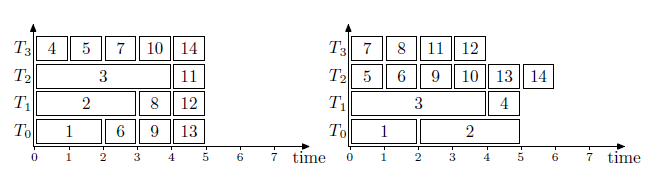 T3 4 5 7 10 14
T2 3 11
T1 2 8 12
T0 1 6 9 13
0 1 2 3 4 5 6 7 time
T3 7 8 11 12
T2 5 6 9 10 13 14
T1 3 4
T0 1 2
0 1 2 3 4 5 6 7 time